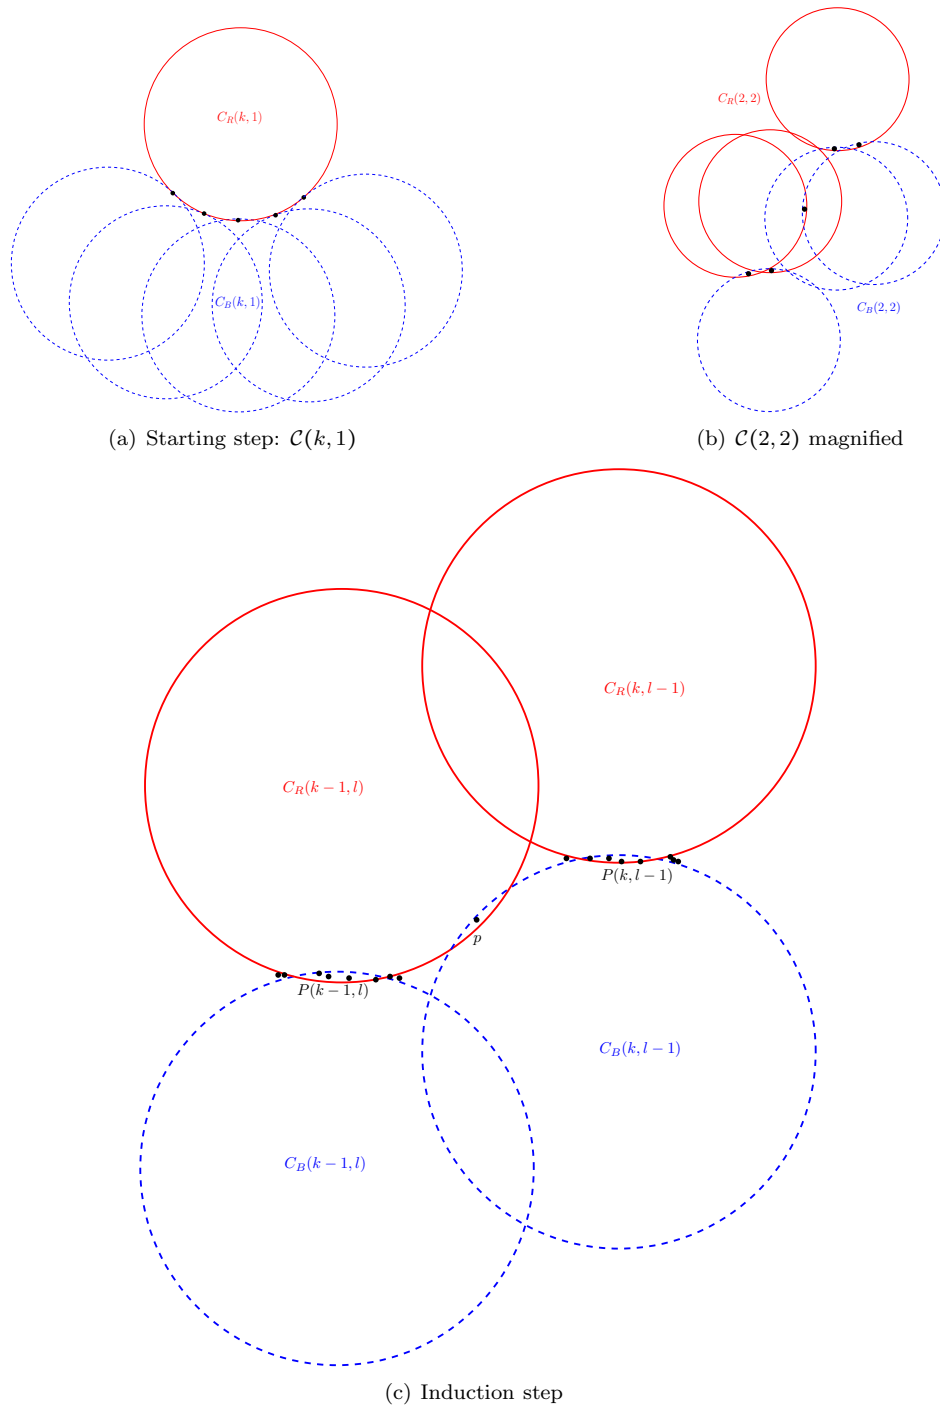 C_R(k, 1)
C_B(k, 1)
(a) Starting step: C(k, 1)
C_R(2, 2)
C_B(2, 2)
(b) C(2, 2) magnified
C_R(k, l − 1)
C_R(k − 1, l)
P(k, l − 1)
p
P(k − 1, l)
C_B(k, l − 1)
C_B(k − 1, l)
(c) Induction step